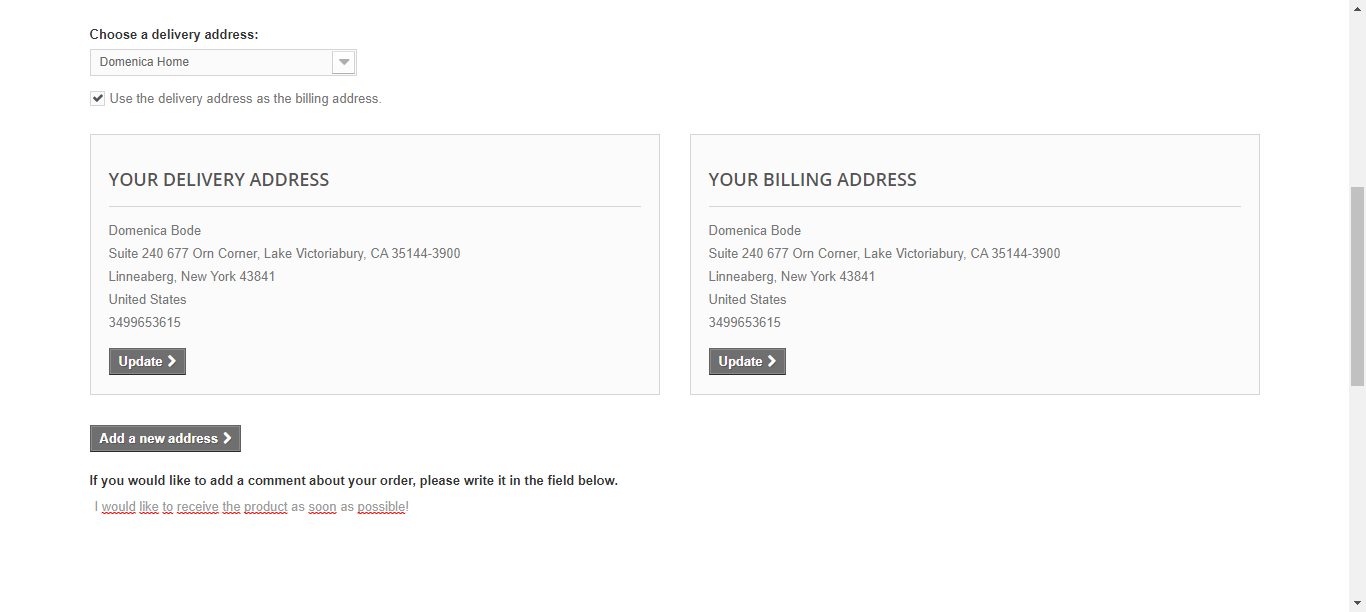 Choose a delivery address:
Domenica Home
Use the delivery address as the billing address.
YOUR DELIVERY ADDRESS
Domenica Bode
Suite 240 677 Orn Corner, Lake Victoriabury, CA 35144-3900
Linneaberg, New York 43841
United States
3499653615
Update
YOUR BILLING ADDRESS
Domenica Bode
Suite 240 677 Orn Corner, Lake Victoriabury, CA 35144-3900
Linneaberg, New York 43841
United States
3499653615
Update
Add a new address
If you would like to add a comment about your order, please write it in the field below.
I would like to receive the product as soon as possible!